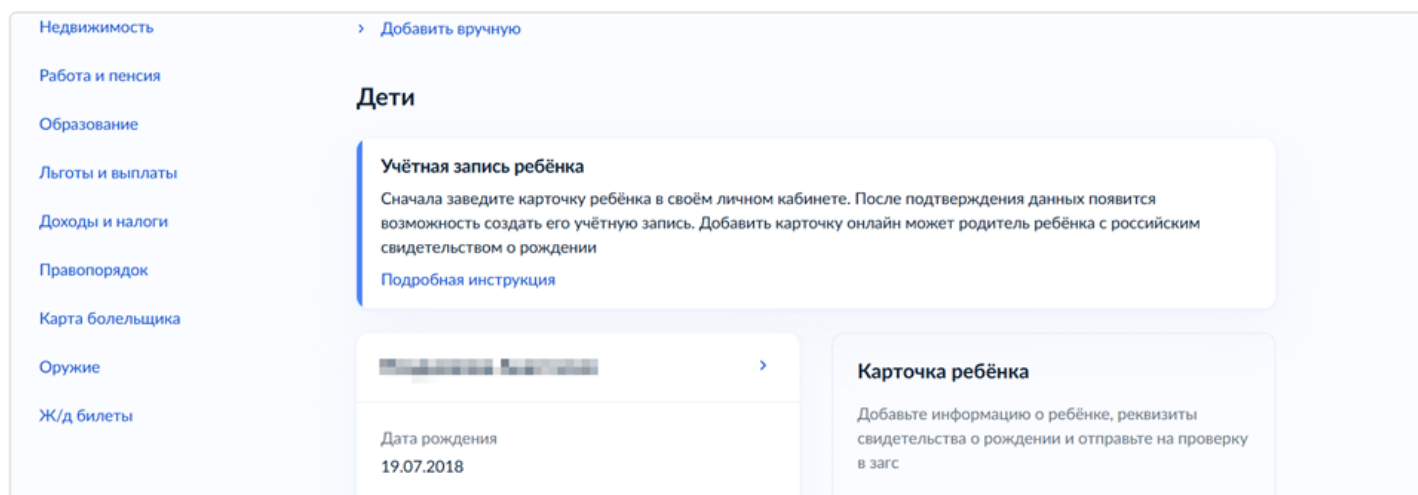 Недвижимость
Работа и пенсия
Образование
Льготы и выплаты
Доходы и налоги
Правопорядок
Карта болельщика
Оружие
Ж/д билеты
Добавить вручную
Дети
Учётная запись ребёнка
Сначала заведите карточку ребёнка в своём личном кабинете. После подтверждения данных появится
возможность создать его учётную запись. Добавить карточку онлайн может родитель ребёнка с российским
свидетельством о рождении
Подробная инструкция
Дата рождения
19.07.2018
Карточка ребёнка
Добавьте информацию о ребёнке, реквизиты
свидетельства о рождении и отправьте на проверку
в загс